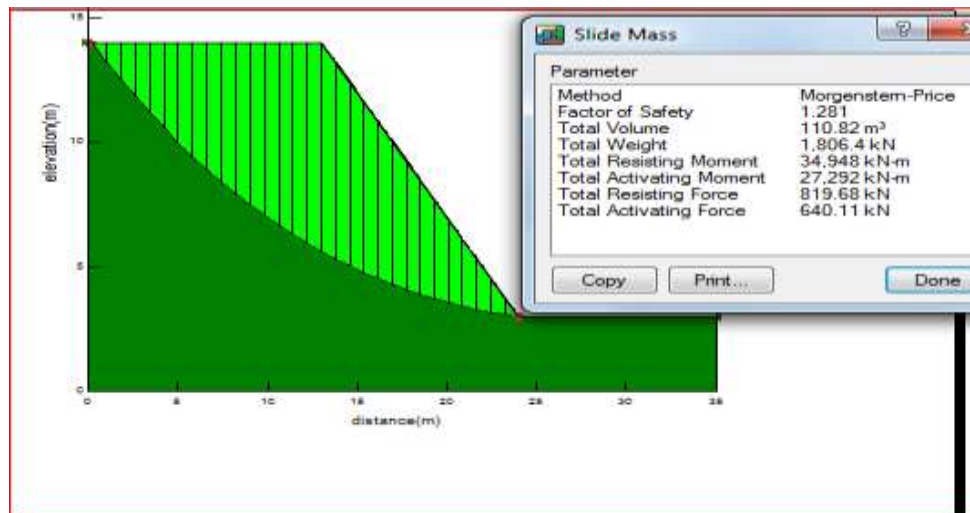 15
10
5
0
elevation(m)
0 5 10 15 20 25 30 35
distance(m)
Slide Mass
Parameter
Method Morgenstern-Price
Factor of Safety 1.281
Total Volume 110.82 m³
Total Weight 1,806.4 kN
Total Resisting Moment 34,948 kN-m
Total Activating Moment 27,292 kN-m
Total Resisting Force 819.68 kN
Total Activating Force 640.11 kN
Copy Print... Done